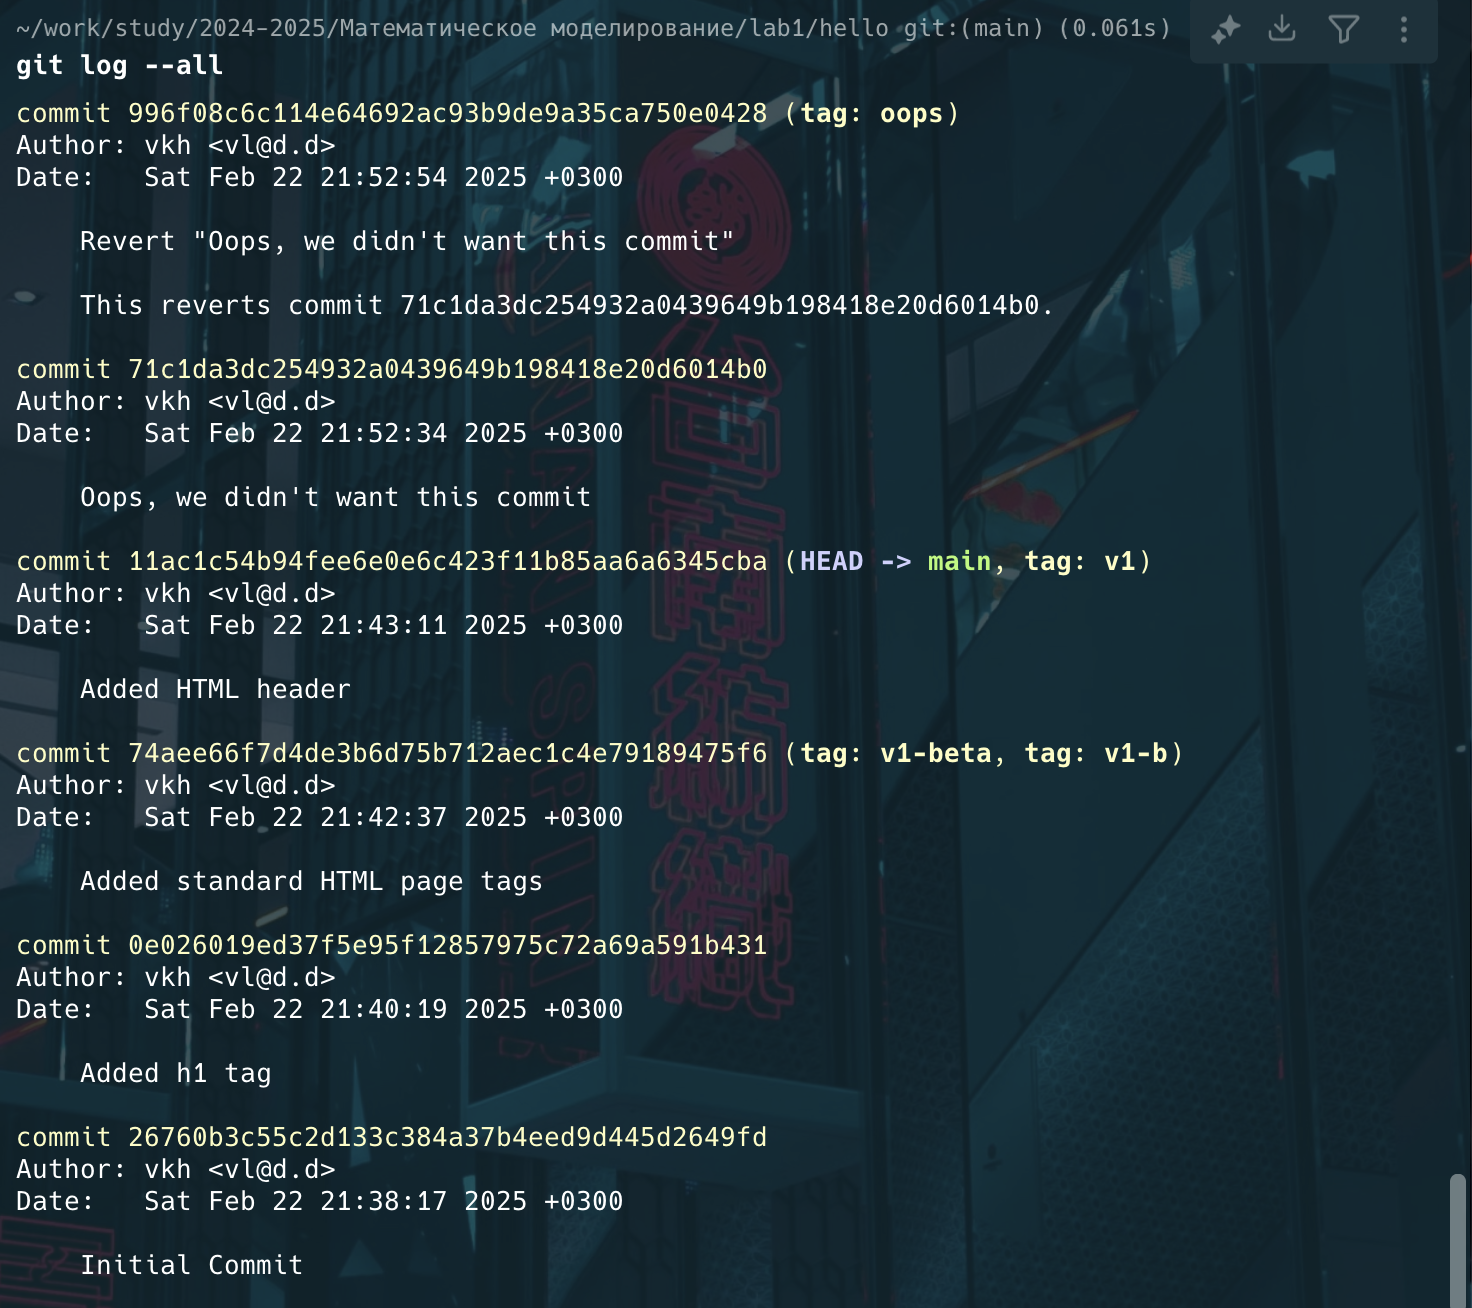 ~/work/study/2024-2025/Математическое моделирование/lab1/hello git:(main) (0.061s)
git log --all
commit 996f08c6c114e64692ac93b9de9a35ca750e0428 (tag: oops)
Author: vkh <vl@d.d>
Date:   Sat Feb 22 21:52:54 2025 +0300
    Revert "Oops, we didn't want this commit"
    This reverts commit 71c1da3dc254932a0439649b198418e20d6014b0.
commit 71c1da3dc254932a0439649b198418e20d6014b0
Author: vkh <vl@d.d>
Date:   Sat Feb 22 21:52:34 2025 +0300
    Oops, we didn't want this commit
commit 11ac1c54b94fee6e0e6c423f11b85aa6a6345cba (HEAD -> main, tag: v1)
Author: vkh <vl@d.d>
Date:   Sat Feb 22 21:43:11 2025 +0300
    Added HTML header
commit 74aee66f7d4de3b6d75b712aec1c4e79189475f6 (tag: v1-beta, tag: v1-b)
Author: vkh <vl@d.d>
Date:   Sat Feb 22 21:42:37 2025 +0300
    Added standard HTML page tags
commit 0e026019ed37f5e95f12857975c72a69a591b431
Author: vkh <vl@d.d>
Date:   Sat Feb 22 21:40:19 2025 +0300
    Added h1 tag
commit 26760b3c55c2d133c384a37b4eed9d445d2649fd
Author: vkh <vl@d.d>
Date:   Sat Feb 22 21:38:17 2025 +0300
    Initial Commit